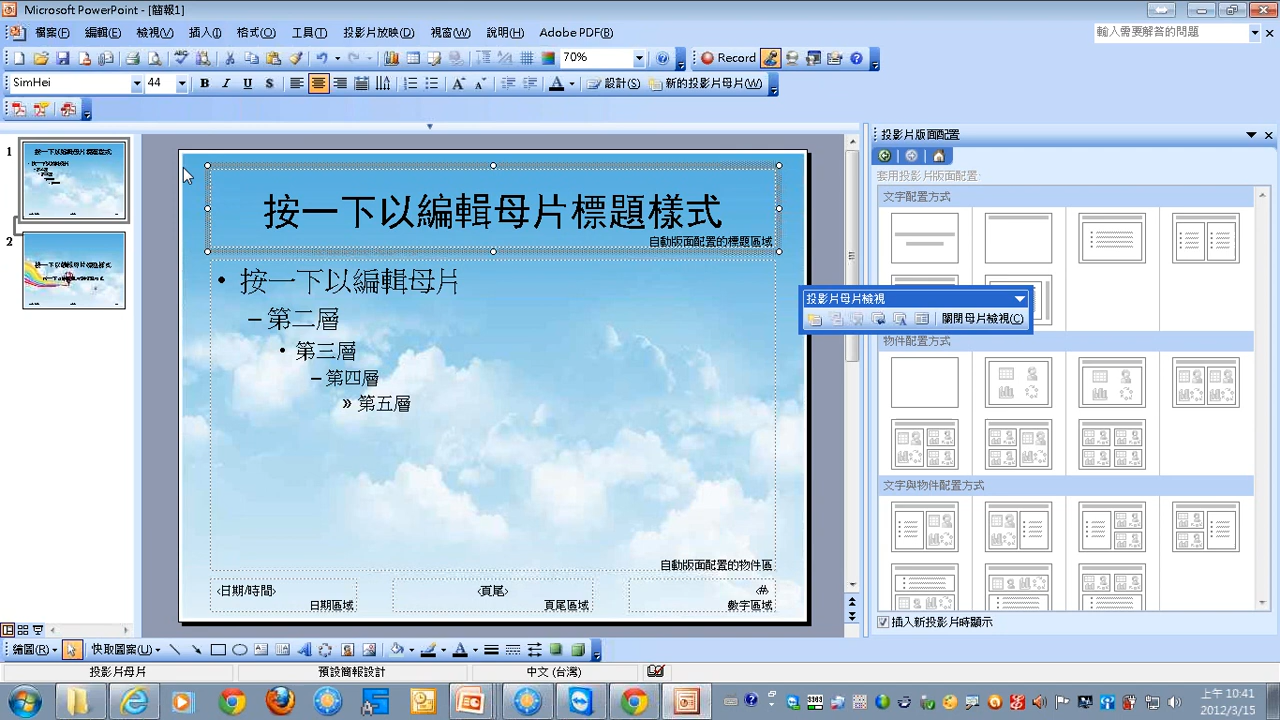 Microsoft PowerPoint - [簡報1]
檔案(F) 編輯(E) 檢視(V) 插入(I) 格式(O) 工具(T) 投影片放映(D) 視窗(W) 說明(H) Adobe PDF(B) 輸入需要解答的問題
70% Record
SimHei 44 B I U S 設計(S) 新的投影片母片(W)
投影片版面配置
套用投影片版面配置:
文字配置方式
1
2
按一下以編輯母片標題樣式
自動版面配置的標題區域
• 按一下以編輯母片
– 第二層
• 第三層
– 第四層
» 第五層
投影片母片檢視
關閉母片檢視(C)
物件配置方式
文字與物件配置方式
自動版面配置的物件區
<日期/時間>
日期區域
<頁尾>
頁尾區域
<#>
數字區域
插入新投影片時顯示
繪圖(R) 快取圖案(U)
投影片母片 預設簡報設計 中文 (台灣)
上午 10:41
2012/3/15